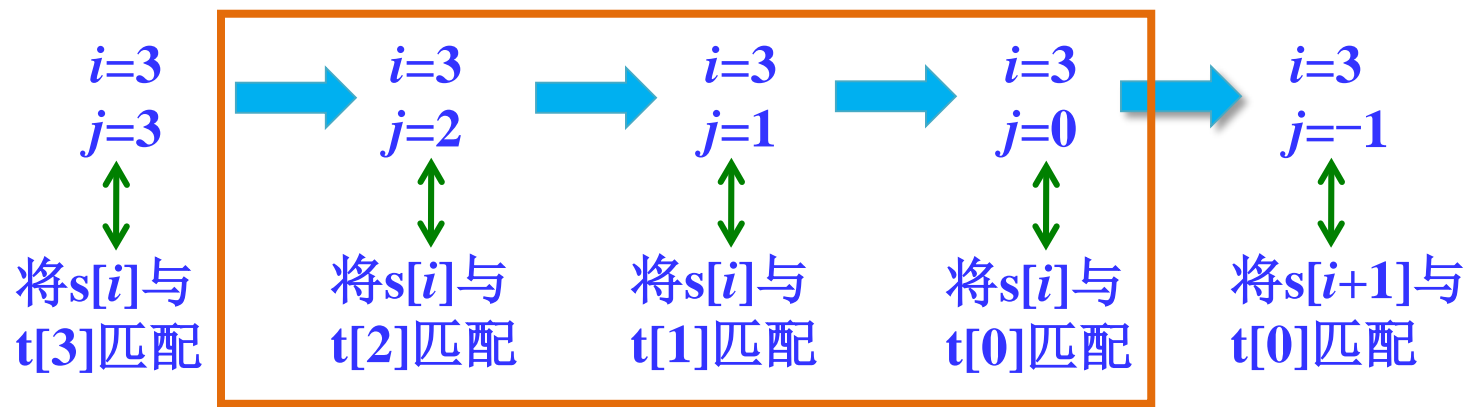 i=3
j=3
将s[i]与
t[3]匹配
i=3
j=2
将s[i]与
t[2]匹配
i=3
j=1
将s[i]与
t[1]匹配
i=3
j=0
将s[i]与
t[0]匹配
i=3
j=−1
将s[i+1]与
t[0]匹配